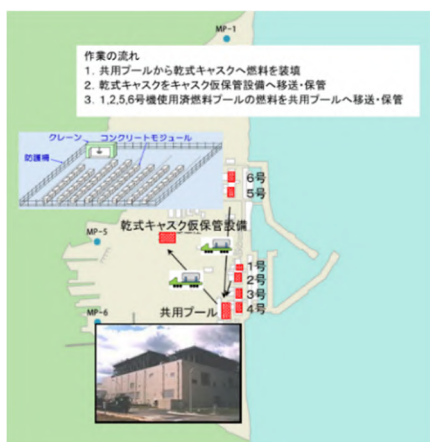 MP-1
作業の流れ
1. 共用プールから乾式キャスクへ燃料を装填
2. 乾式キャスクをキャスク仮保管設備へ移送・保管
3. 1,2,5,6号機使用済燃料プールの燃料を共用プールへ移送・保管
クレーン
コンクリートモジュール
防護柵
6号
5号
乾式キャスク仮保管設備
MP-5
1号
2号
3号
4号
共用プール
MP-6